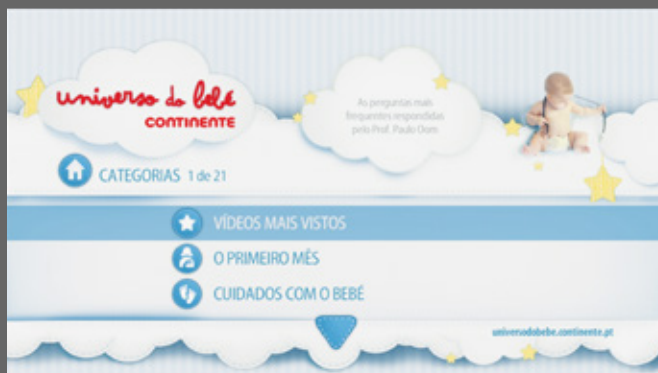 universo do bebé
CONTINENTE
As perguntas mais
frequentes respondidas
pelo Prof. Paulo Oom
CATEGORIAS 1 de 21
VÍDEOS MAIS VISTOS
O PRIMEIRO MÊS
CUIDADOS COM O BEBÉ
universodobebe.continente.pt